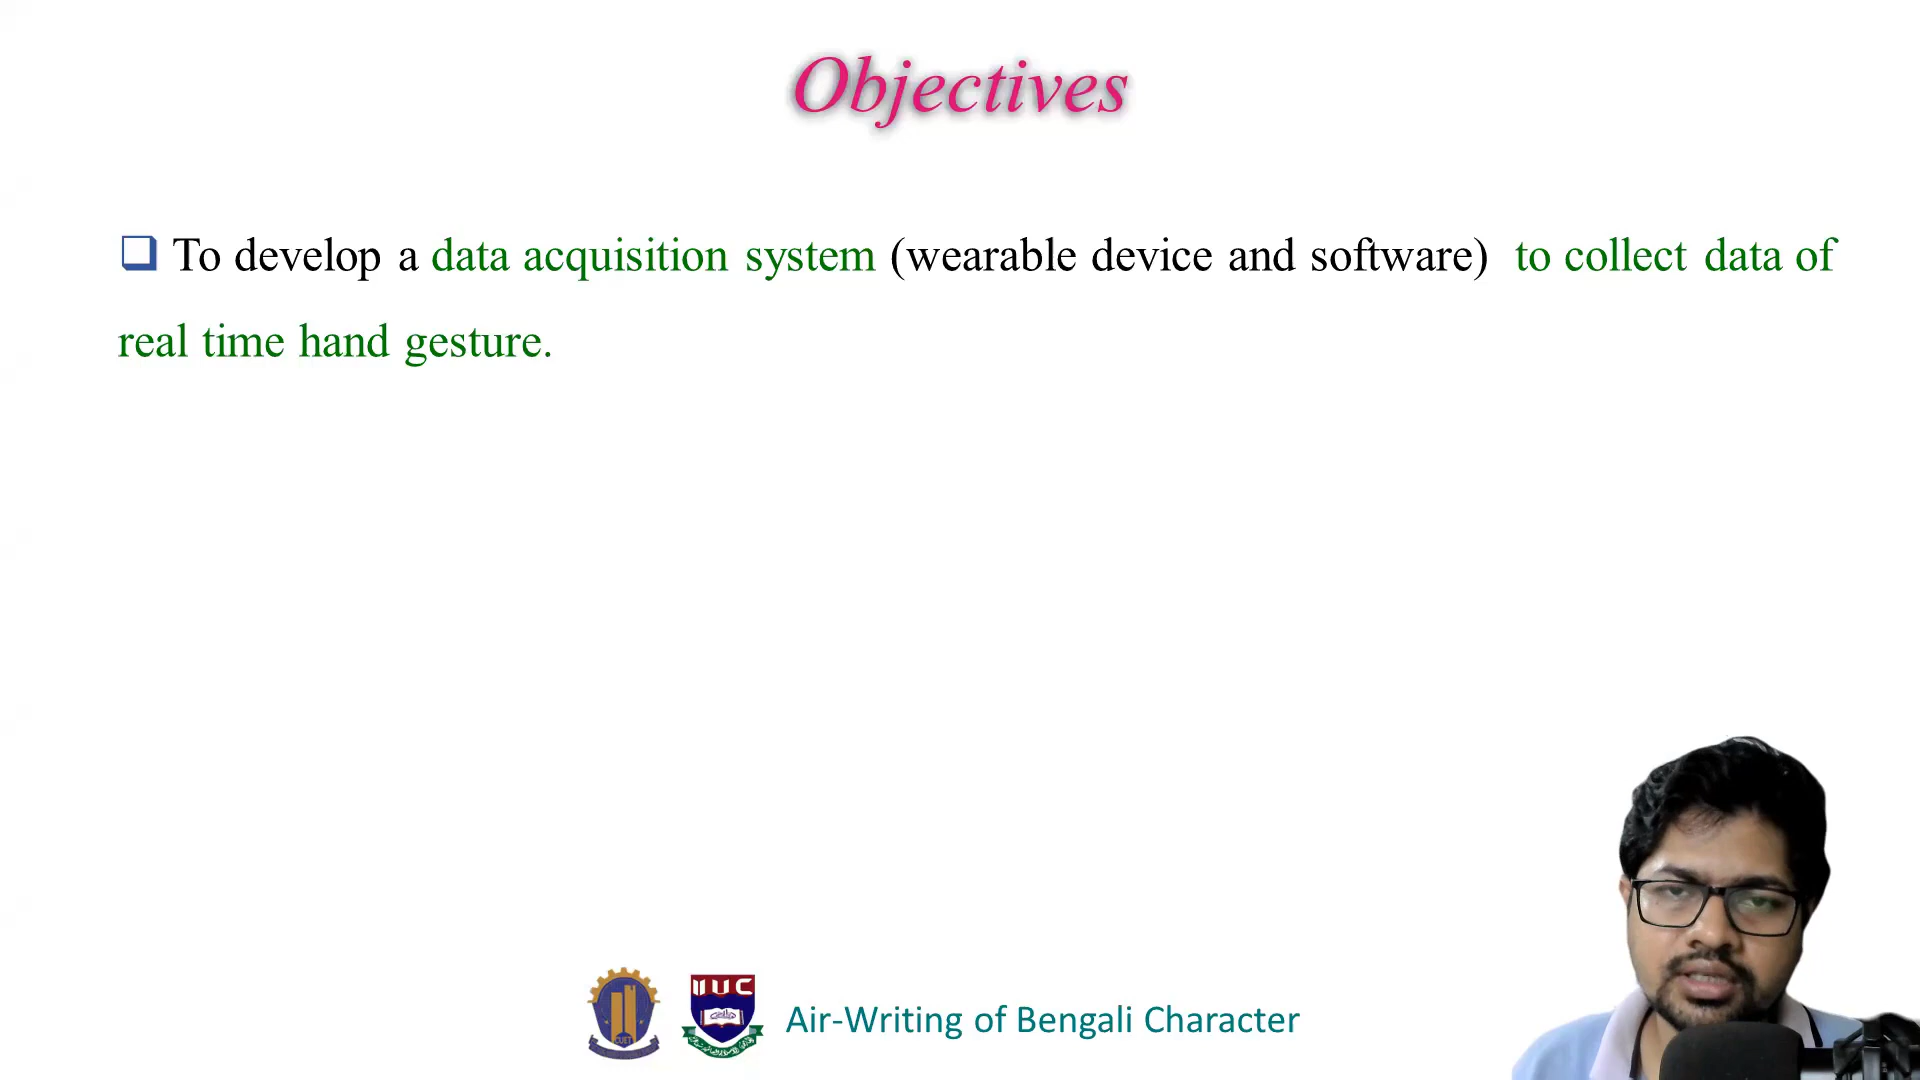 Objectives
To develop a data acquisition system (wearable device and software) to collect data of
real time hand gesture.
CUET
IIUC
Air-Writing of Bengali Character